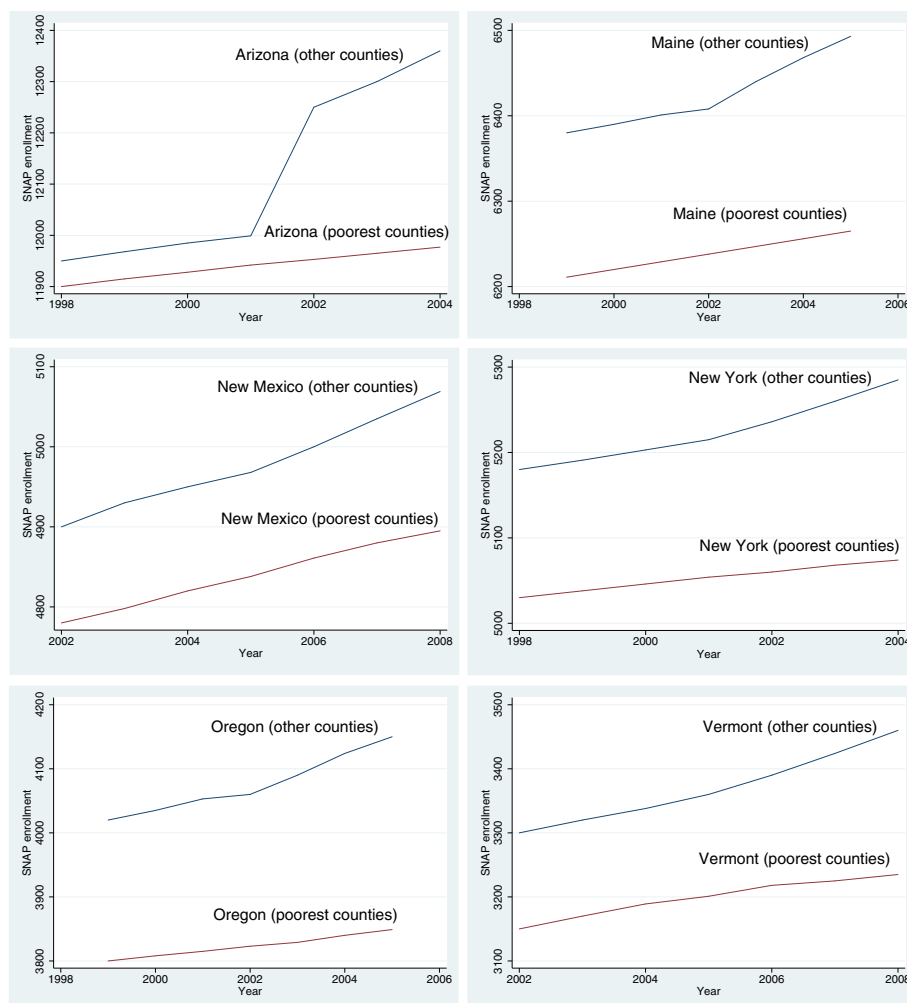 SNAP enrollment
11900 12000 12100 12200 12300 12400
Arizona (other counties)
Arizona (poorest counties)
1998 2000 2002 2004
Year
SNAP enrollment
6200 6300 6400 6500
Maine (other counties)
Maine (poorest counties)
1998 2000 2002 2004 2006
Year
SNAP enrollment
4800 4900 5000 5100
New Mexico (other counties)
New Mexico (poorest counties)
2002 2004 2006 2008
Year
SNAP enrollment
5000 5100 5200 5300
New York (other counties)
New York (poorest counties)
1998 2000 2002 2004
Year
SNAP enrollment
3800 3900 4000 4100 4200
Oregon (other counties)
Oregon (poorest counties)
1998 2000 2002 2004 2006
Year
SNAP enrollment
3100 3200 3300 3400 3500
Vermont (other counties)
Vermont (poorest counties)
2002 2004 2006 2008
Year